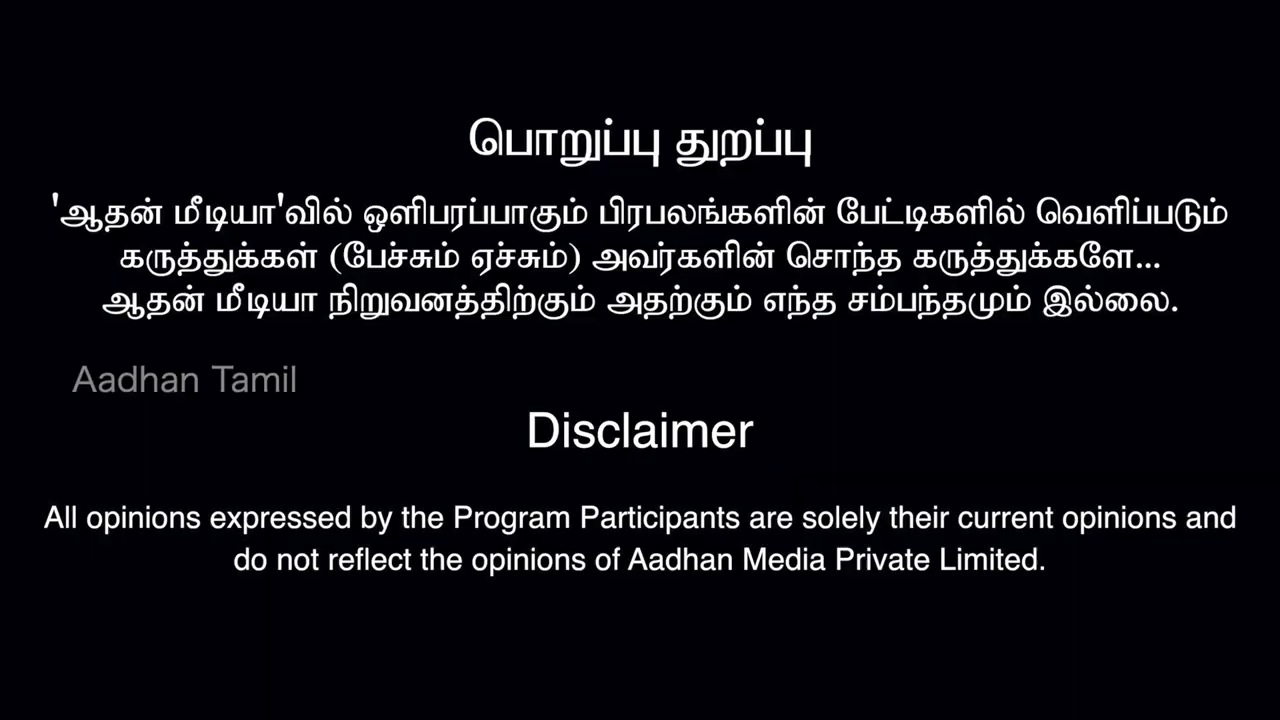 பொறுப்பு துறப்பு
'ஆதன் மீடியா'வில் ஒளிபரப்பாகும் பிரபலங்களின் பேட்டிகளில் வெளிப்படும்
கருத்துக்கள் (பேச்சும் ஏச்சும்) அவர்களின் சொந்த கருத்துக்களே...
ஆதன் மீடியா நிறுவனத்திற்கும் அதற்கும் எந்த சம்பந்தமும் இல்லை.
Aadhan Tamil
Disclaimer
All opinions expressed by the Program Participants are solely their current opinions and
do not reflect the opinions of Aadhan Media Private Limited.